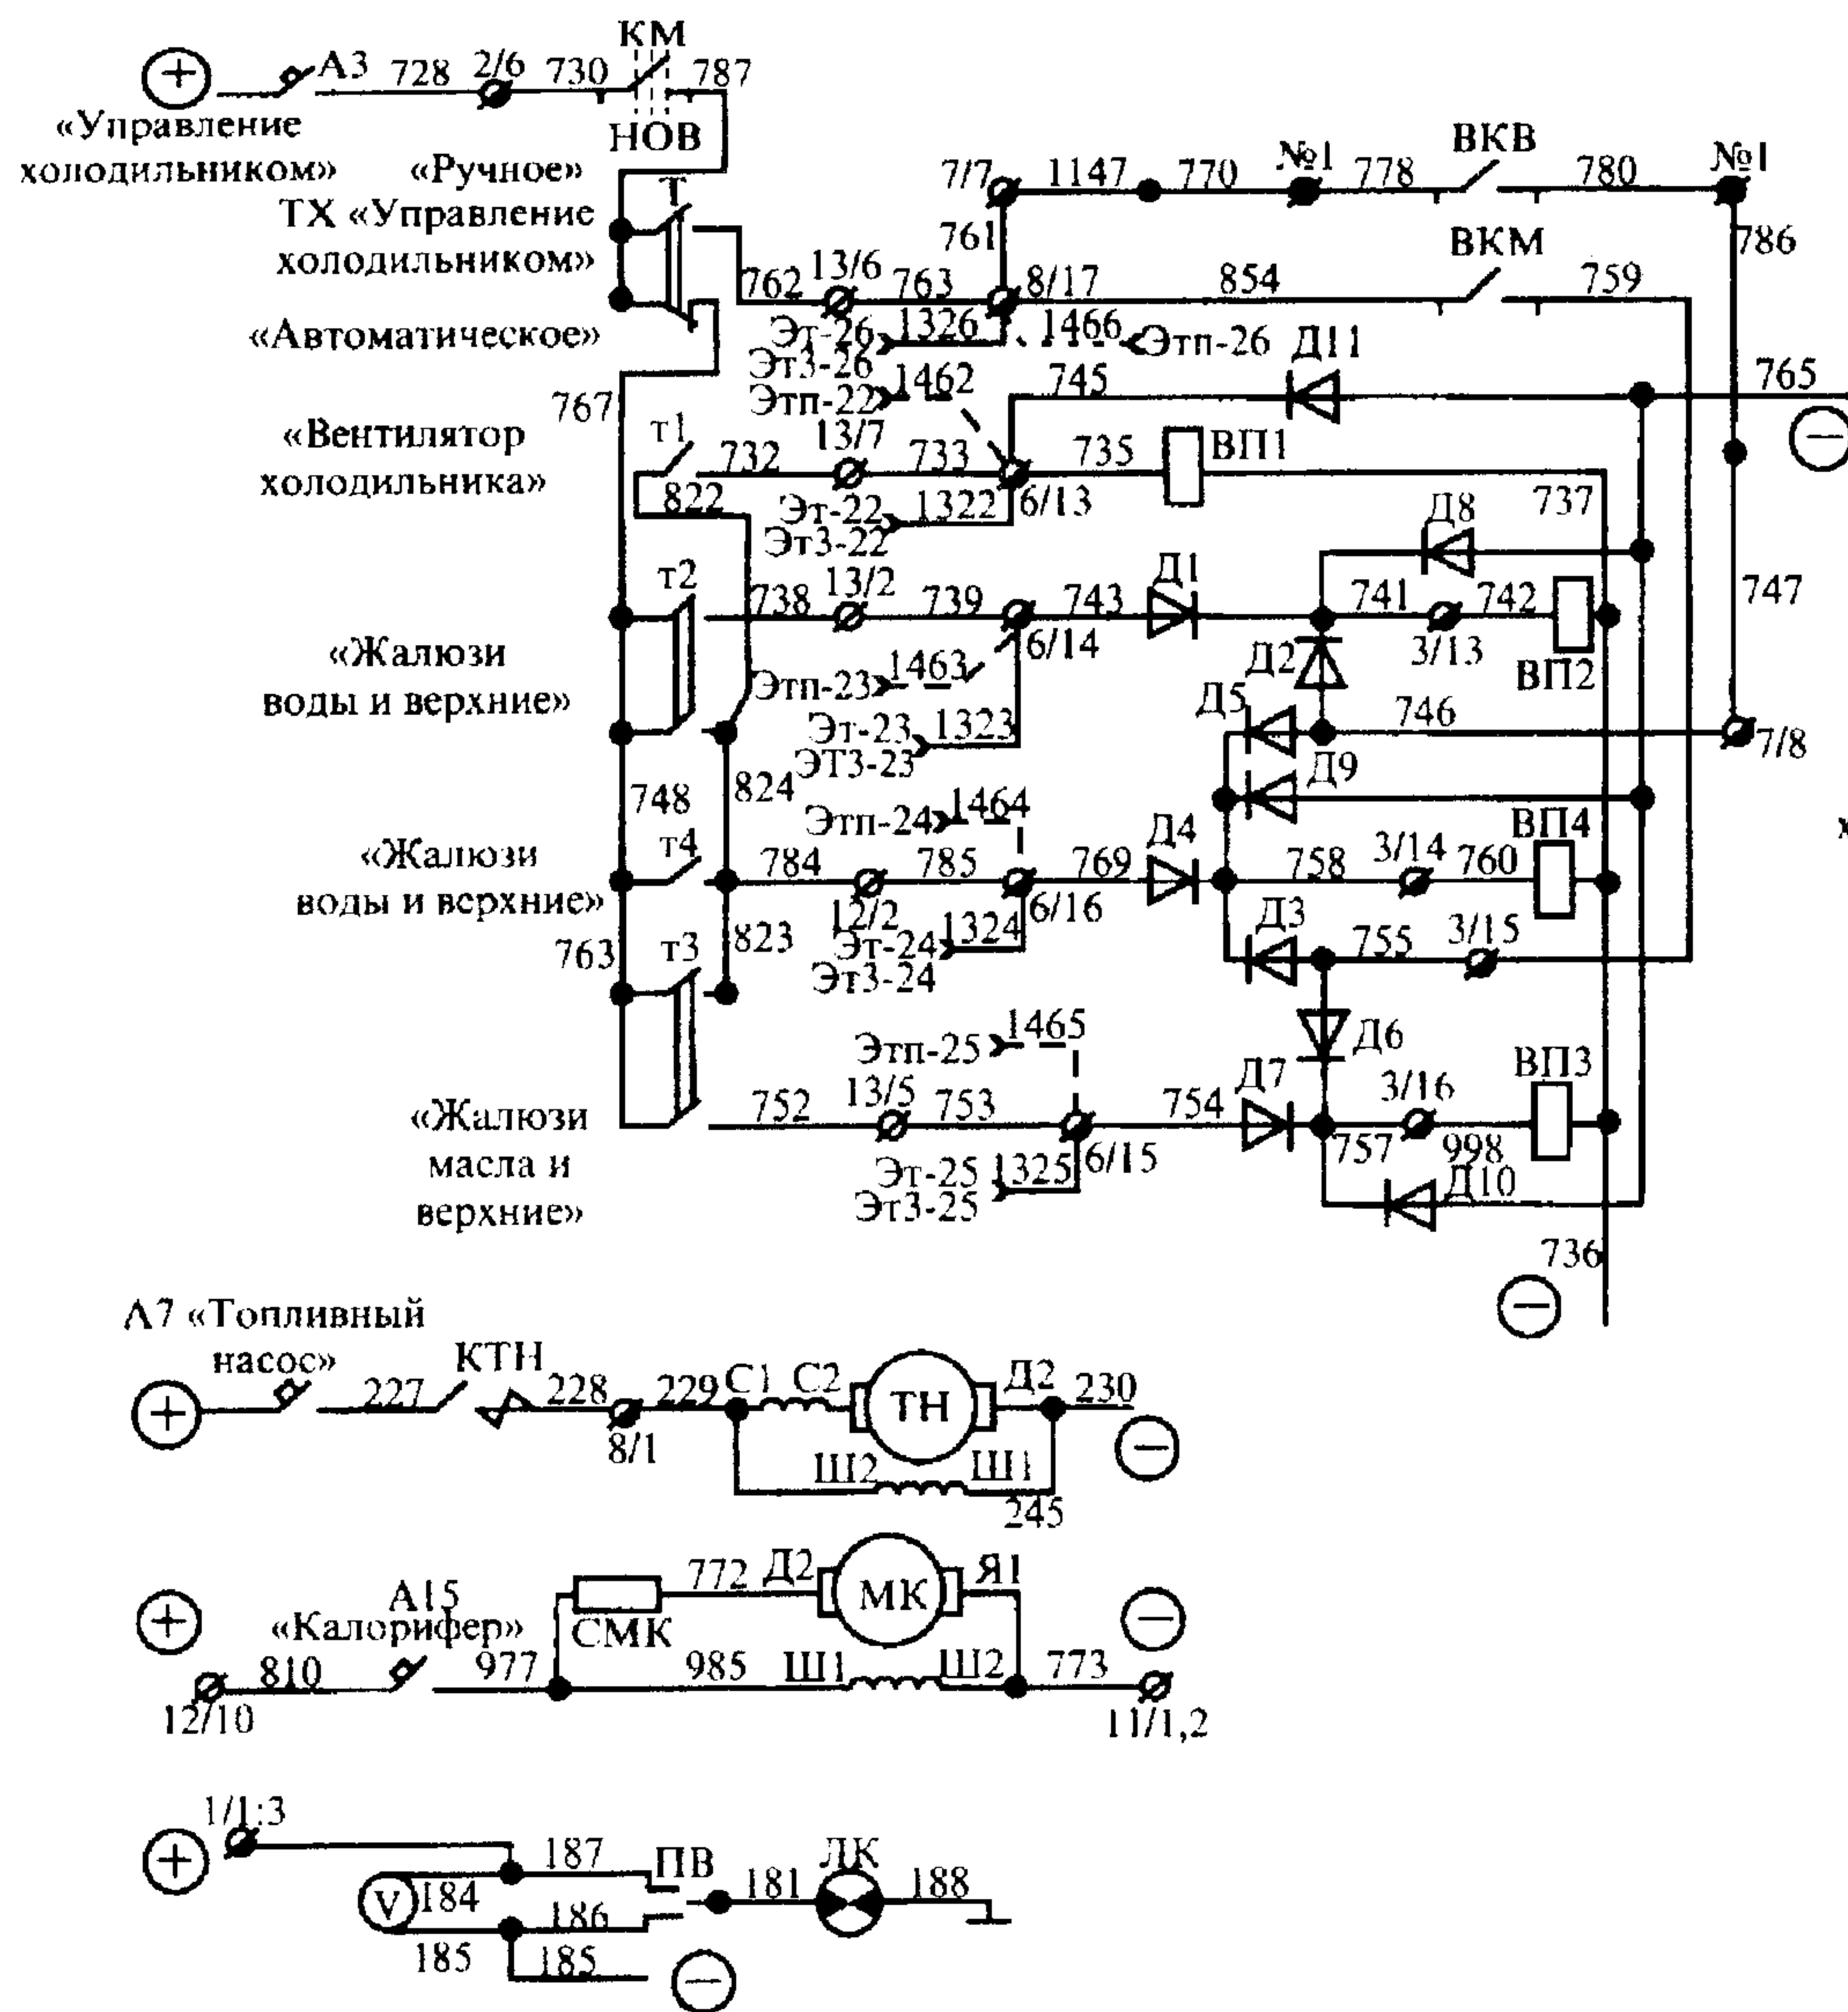 КМ
А3 728 2/6 730 787
«Управление
холодильником»
НОВ
«Ручное»
Т
ТХ «Управление
холодильником»
«Автоматическое»
7/7 1147 770 №1 778 ВКВ 780 №1
761
786
762 13/6 763 8/17 854 ВКМ 759
Эт-26 1326 1466 Этп-26
Эт3-26
Этп-22 1462 745 Д11 765
767
«Вентилятор
холодильника»
т1 732 13/7 733 735 ВП1
822
Эт-22 1322 6/13 737
Эт3-22
Д8
т2 738 13/2 739 743 Д1 741 742 747
6/14 3/13 ВП2
«Жалюзи
воды и верхние»
Этп-23 1463 Д2
Д5 746 7/8
Эт-23 1323
ЭТ3-23 Д9
748 824
Этп-24 1464
«Жалюзи
воды и верхние»
т4 784 785 769 Д4 758 3/14 760 ВП4
12/2 6/16
Эт-24 1324
Эт3-24
763 т3 823 Д3 755 3/15
Этп-25 1465 Д6
«Жалюзи
масла и
верхние»
752 13/5 753 754 Д7 3/16 ВП3
6/15 757 998
Эт-25 1325
Эт3-25
Д10
736
А7 «Топливный
насос»
227 КТН 228 229 С1 С2 ТН Д2 230
8/1
Ш2 Ш1
245
А15
«Калорифер»
СМК 772 Д2 МК Я1
810 977 985 Ш1 Ш2 773
12/10 11/1,2
1/1:3
187 ПВ 181 ЛК 188
V 184
186
185 185